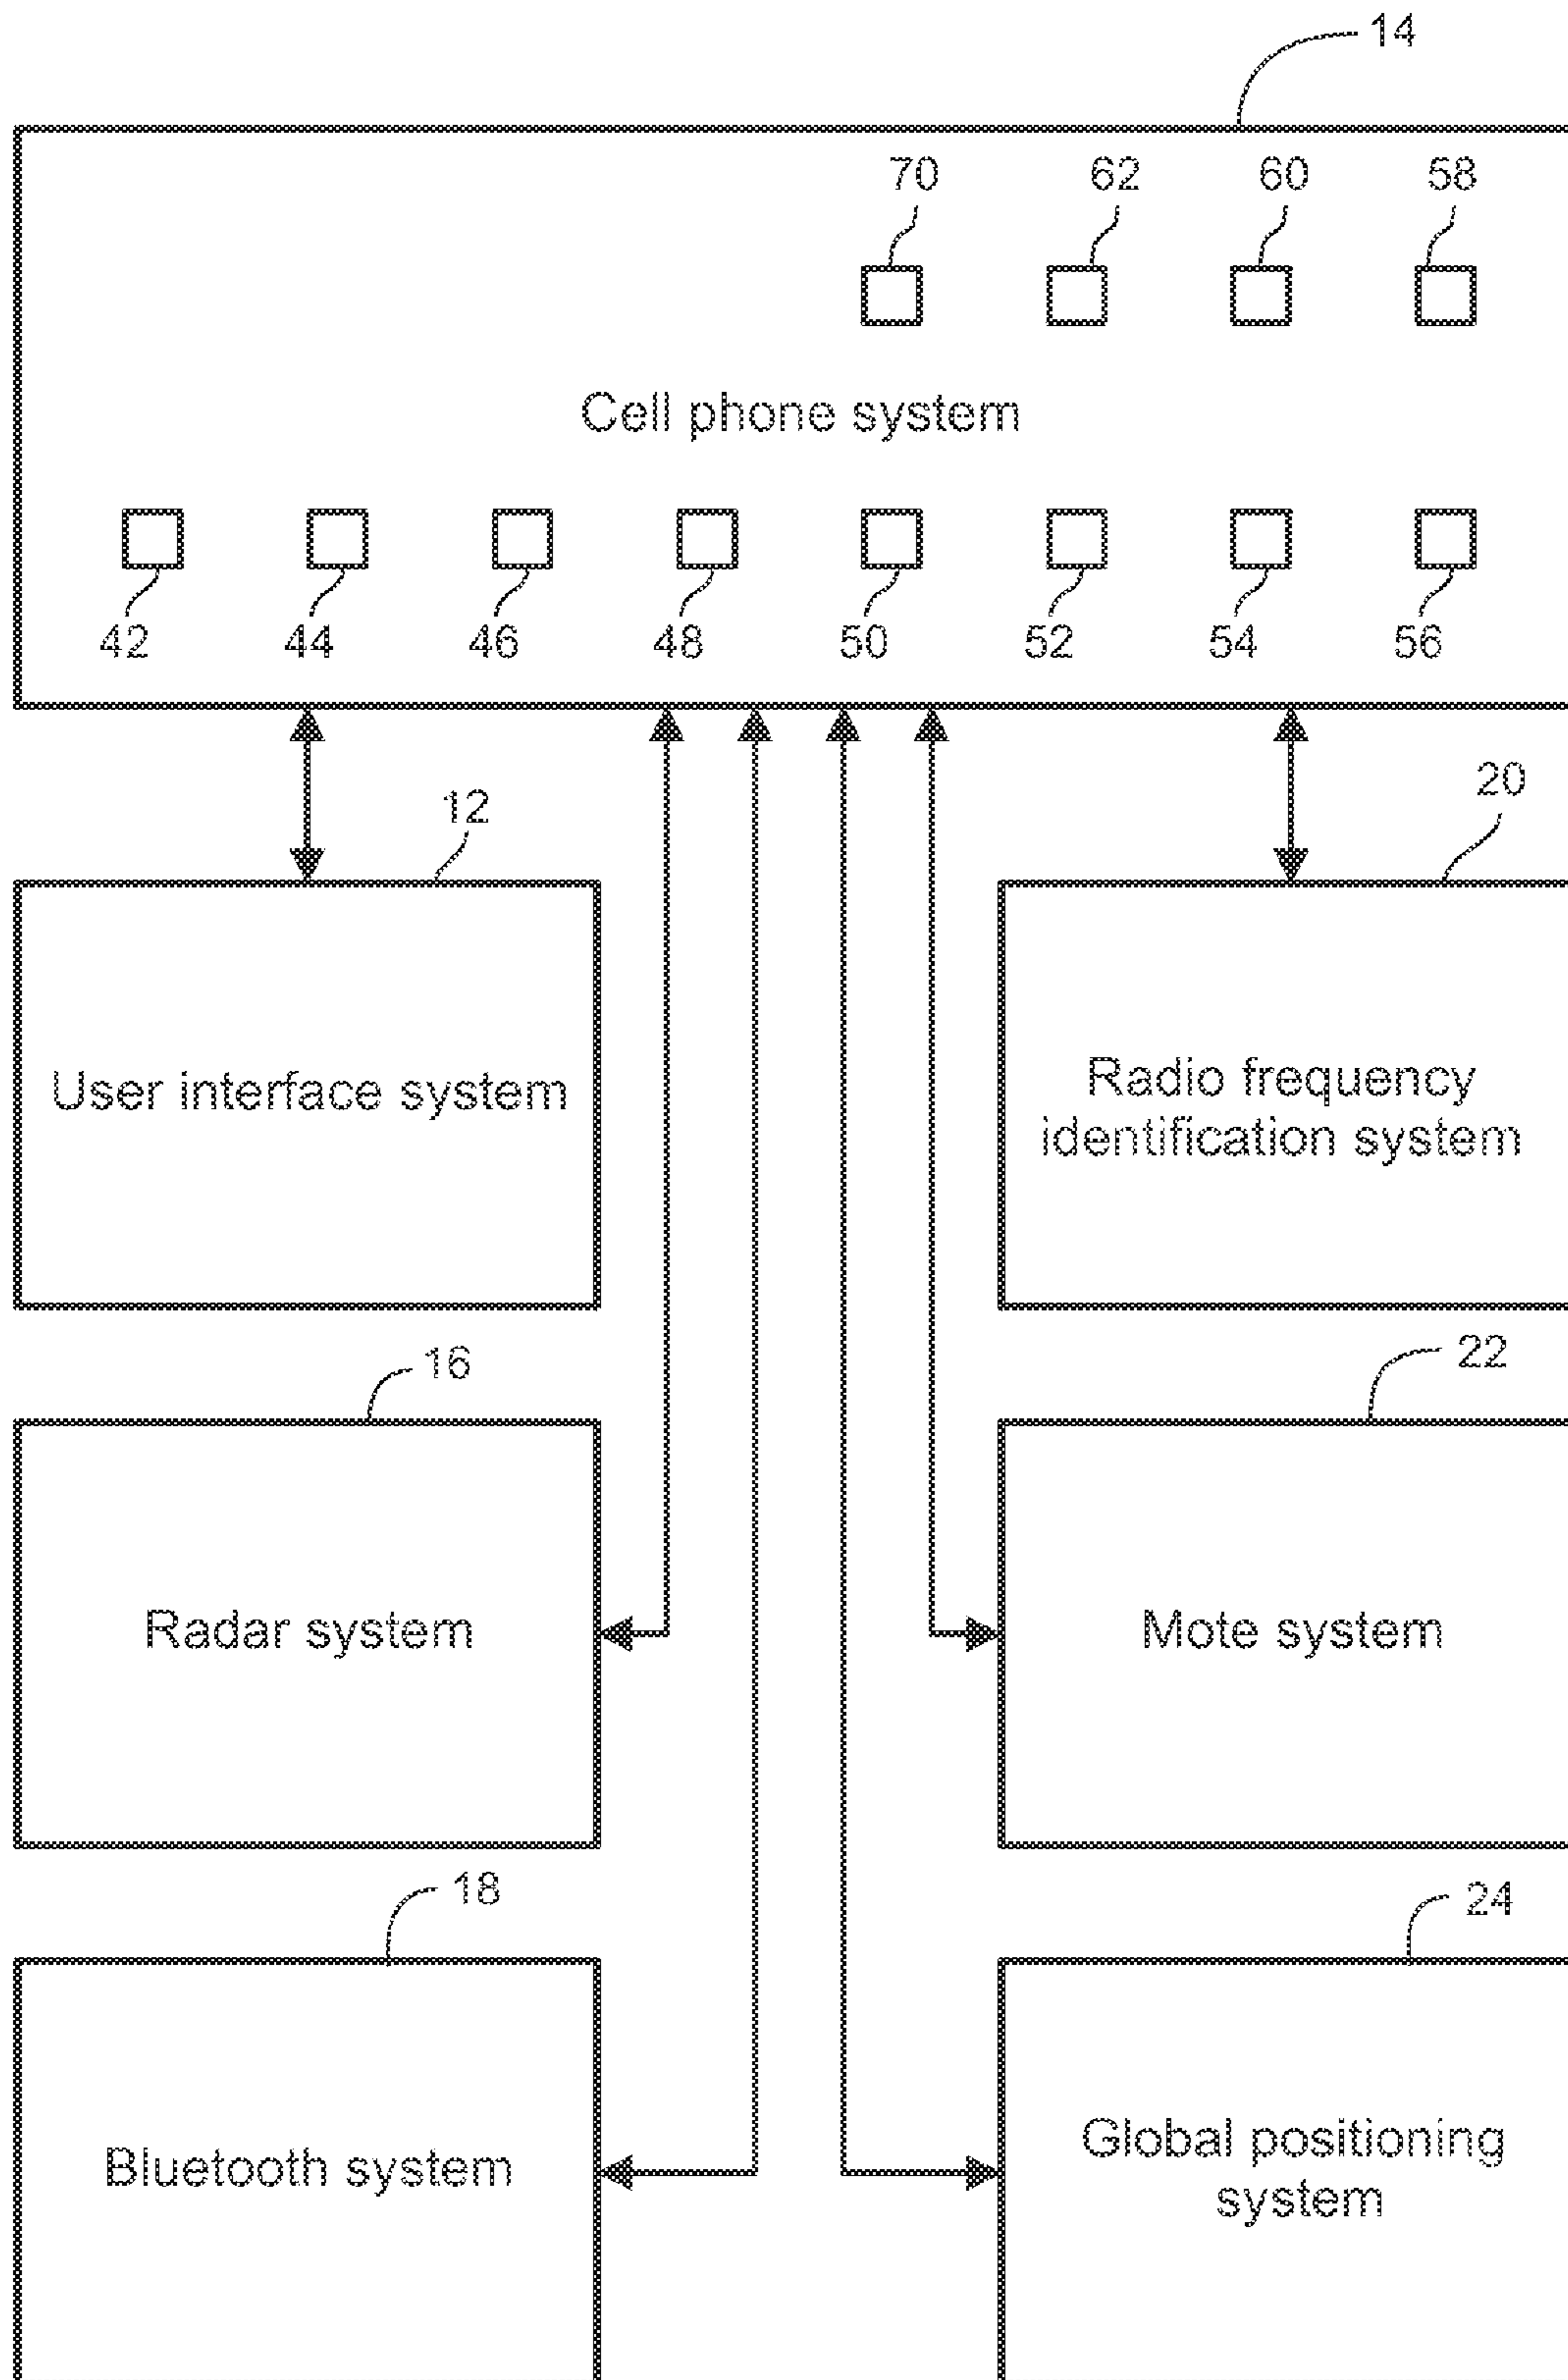 14
70 62 60 58
Cell phone system
42 44 46 48 50 52 54 56
12
20
User interface system
Radio frequency
identification system
16
22
Radar system
Mote system
18
24
Bluetooth system
Global positioning
system